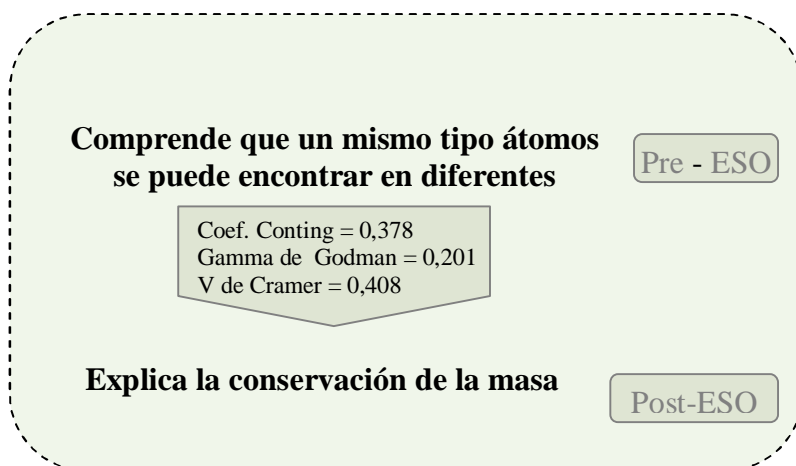 Comprende que un mismo tipo átomos
se puede encontrar en diferentes
Pre - ESO
Coef. Conting = 0,378
Gamma de Godman = 0,201
V de Cramer = 0,408
Explica la conservación de la masa
Post-ESO